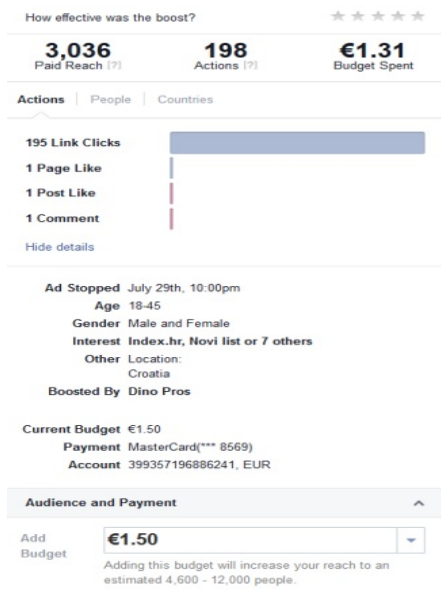 How effective was the boost?
3,036 198 €1.31
Paid Reach [?] Actions [?] Budget Spent
Actions People Countries
195 Link Clicks
1 Page Like
1 Post Like
1 Comment
Hide details
Ad Stopped July 29th, 10:00pm
Age 18-45
Gender Male and Female
Interest Index.hr, Novi list or 7 others
Other Location:
Croatia
Boosted By Dino Pros
Current Budget €1.50
Payment MasterCard(*** 8569)
Account 399357196886241, EUR
Audience and Payment
Add €1.50
Budget
Adding this budget will increase your reach to an
estimated 4,600 - 12,000 people.